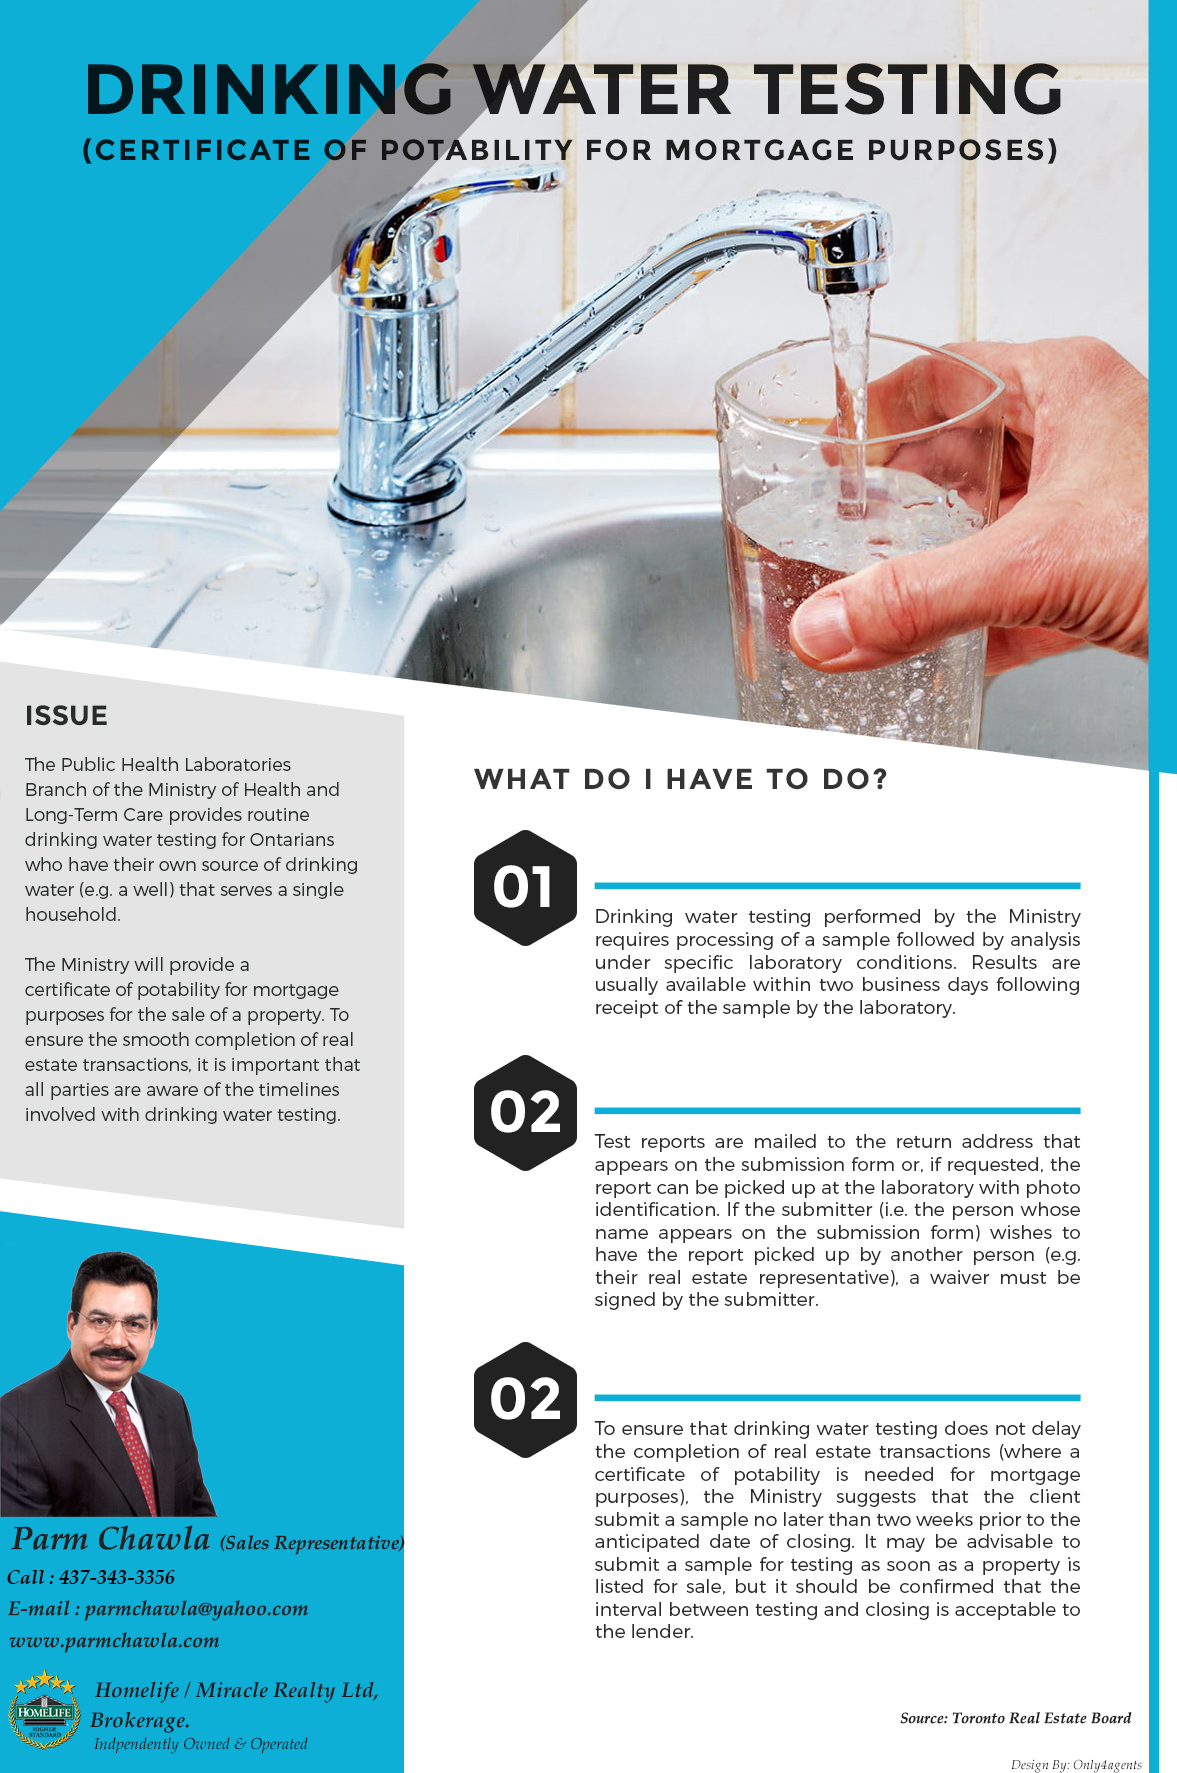 DRINKING WATER TESTING
(CERTIFICATE OF POTABILITY FOR MORTGAGE PURPOSES)
ISSUE
The Public Health Laboratories
Branch of the Ministry of Health and
Long-Term Care provides routine
drinking water testing for Ontarians
who have their own source of drinking
water (e.g. a well) that serves a single
household.
The Ministry will provide a
certificate of potability for mortgage
purposes for the sale of a property. To
ensure the smooth completion of real
estate transactions, it is important that
all parties are aware of the timelines
involved with drinking water testing.
WHAT DO I HAVE TO DO?
01
Drinking water testing performed by the Ministry
requires processing of a sample followed by analysis
under specific laboratory conditions. Results are
usually available within two business days following
receipt of the sample by the laboratory.
02
Test reports are mailed to the return address that
appears on the submission form or, if requested, the
report can be picked up at the laboratory with photo
identification. If the submitter (i.e. the person whose
name appears on the submission form) wishes to
have the report picked up by another person (e.g.
their real estate representative), a waiver must be
signed by the submitter.
02
To ensure that drinking water testing does not delay
the completion of real estate transactions (where a
certificate of potability is needed for mortgage
purposes), the Ministry suggests that the client
submit a sample no later than two weeks prior to the
anticipated date of closing. It may be advisable to
submit a sample for testing as soon as a property is
listed for sale, but it should be confirmed that the
interval between testing and closing is acceptable to
the lender.
Parm Chawla (Sales Representative)
Call : 437-343-3356
E-mail : parmchawla@yahoo.com
www.parmchawla.com
HOMELIFE
HIGHER
STANDARD
Homelife / Miracle Realty Ltd,
Brokerage.
Indpendently Owned & Operated
Source: Toronto Real Estate Board
Design By: Only4agents